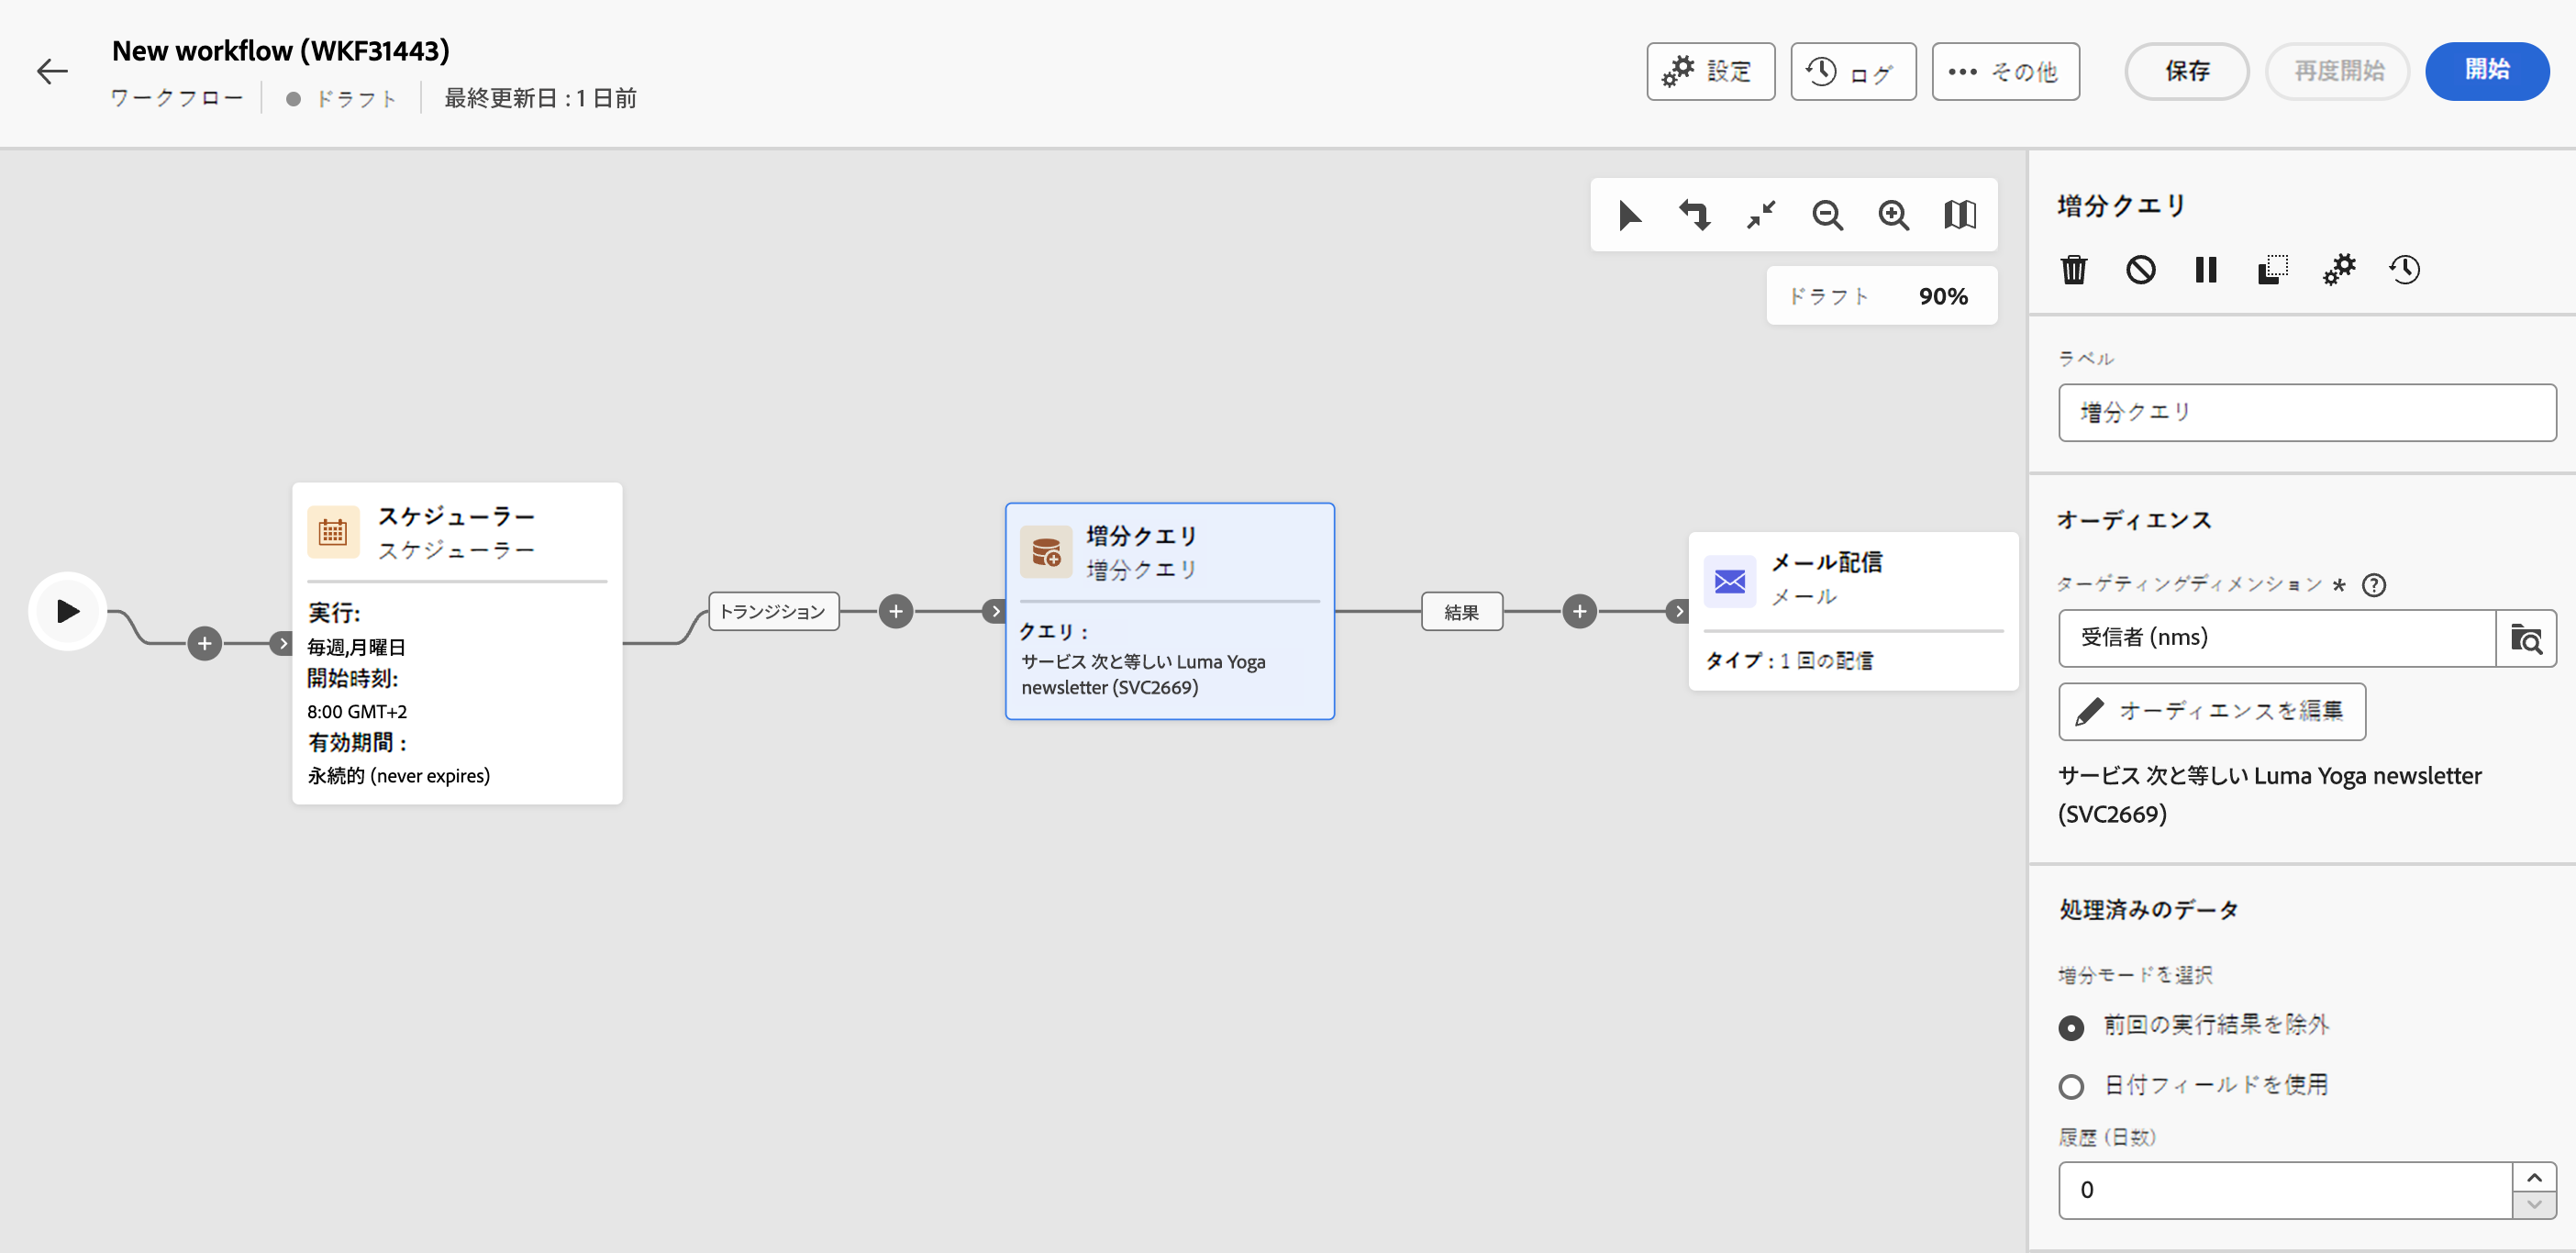 New workflow (WKF31443)
ワークフロー
ドラフト
最終更新日 : 1 日前
設定
ログ
その他
保存
再度開始
開始
ドラフト
90%
スケジューラー
スケジューラー
実行:
毎週,月曜日
開始時刻:
8:00 GMT+2
有効期間 :
永続的 (never expires)
トランジション
増分クエリ
増分クエリ
クエリ :
サービス 次と等しい Luma Yoga
newsletter (SVC2669)
結果
メール配信
メール
タイプ : 1 回の配信
増分クエリ
ラベル
増分クエリ
オーディエンス
ターゲティングディメンション *
受信者 (nms)
オーディエンスを編集
サービス 次と等しい Luma Yoga newsletter
(SVC2669)
処理済みのデータ
増分モードを選択
前回の実行結果を除外
日付フィールドを使用
履歴 (日数)
0